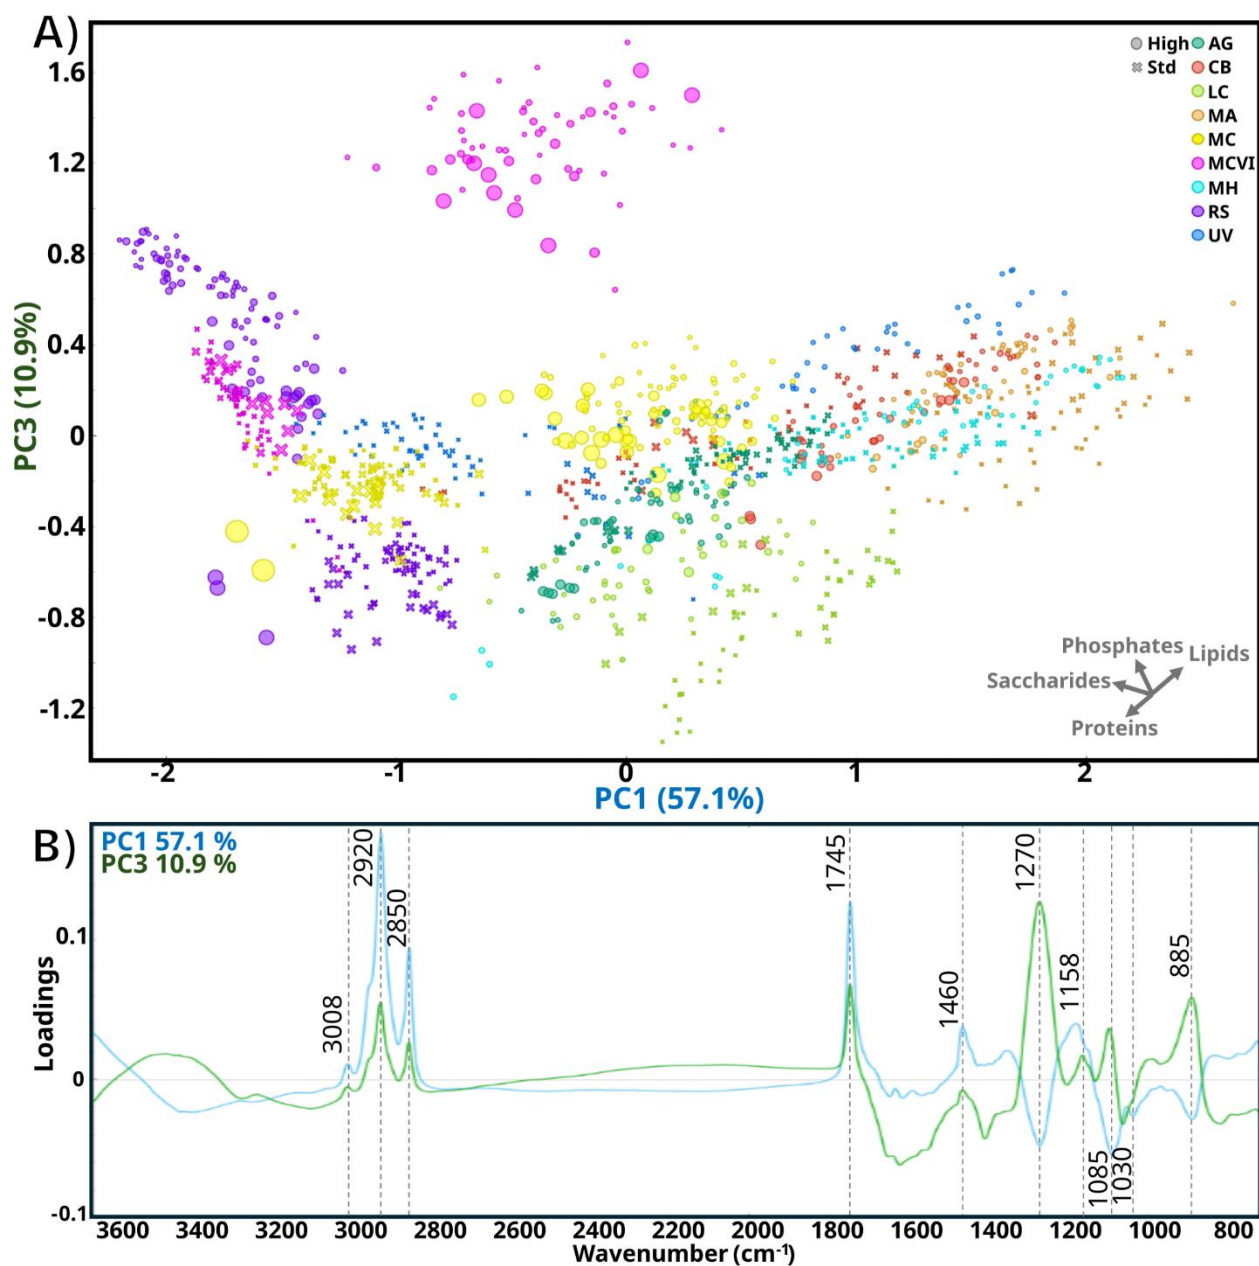 A)
High
Std
AG
CB
LC
MA
MC
MCVI
MH
RS
UV
PC3 (10.9%)
1.6
1.2
0.8
0.4
0
-0.4
-0.8
-1.2
Phosphates
Lipids
Saccharides
Proteins
-2
-1
0
1
2
PC1 (57.1%)
B)
PC1 57.1 %
PC3 10.9 %
Loadings
0.1
0
-0.1
3008
2920
2850
1745
1460
1270
1158
1085
1030
885
3600
3400
3200
3000
2800
2600
2400
2200
2000
1800
1600
1400
1200
1000
800
Wavenumber (cm⁻¹)